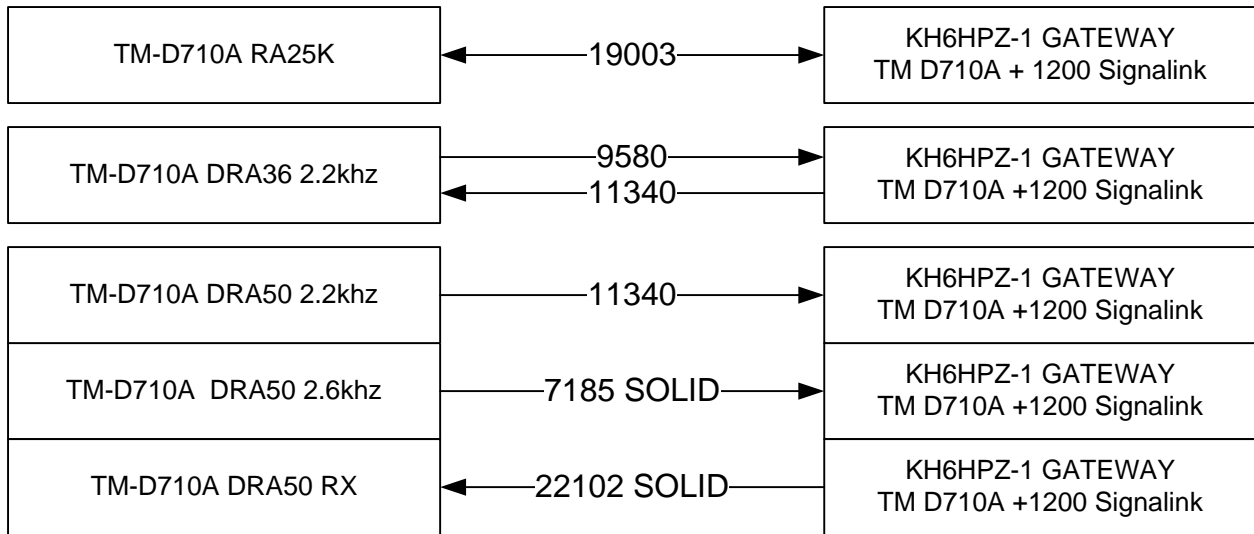 TM-D710A RA25K
19003
KH6HPZ-1 GATEWAY
TM D710A + 1200 Signalink
TM-D710A DRA36 2.2khz
9580
11340
KH6HPZ-1 GATEWAY
TM D710A +1200 Signalink
TM-D710A DRA50 2.2khz
11340
KH6HPZ-1 GATEWAY
TM D710A +1200 Signalink
TM-D710A  DRA50 2.6khz
7185 SOLID
KH6HPZ-1 GATEWAY
TM D710A +1200 Signalink
TM-D710A DRA50 RX
22102 SOLID
KH6HPZ-1 GATEWAY
TM D710A +1200 Signalink